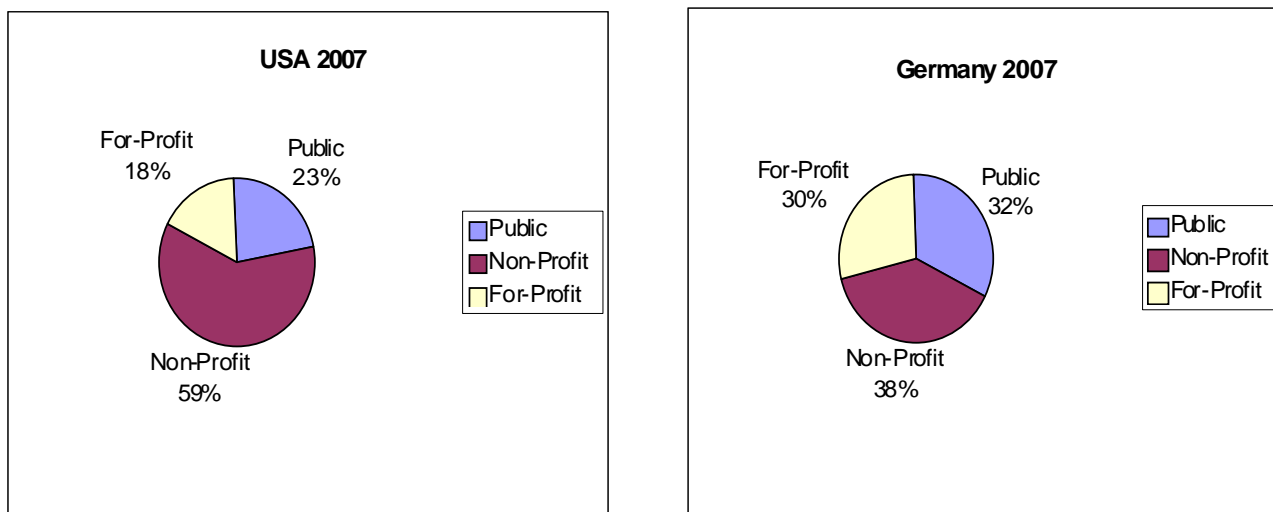 USA 2007
For-Profit
18%
Public
23%
Non-Profit
59%
Public
Non-Profit
For-Profit
Germany 2007
For-Profit
30%
Public
32%
Non-Profit
38%
Public
Non-Profit
For-Profit